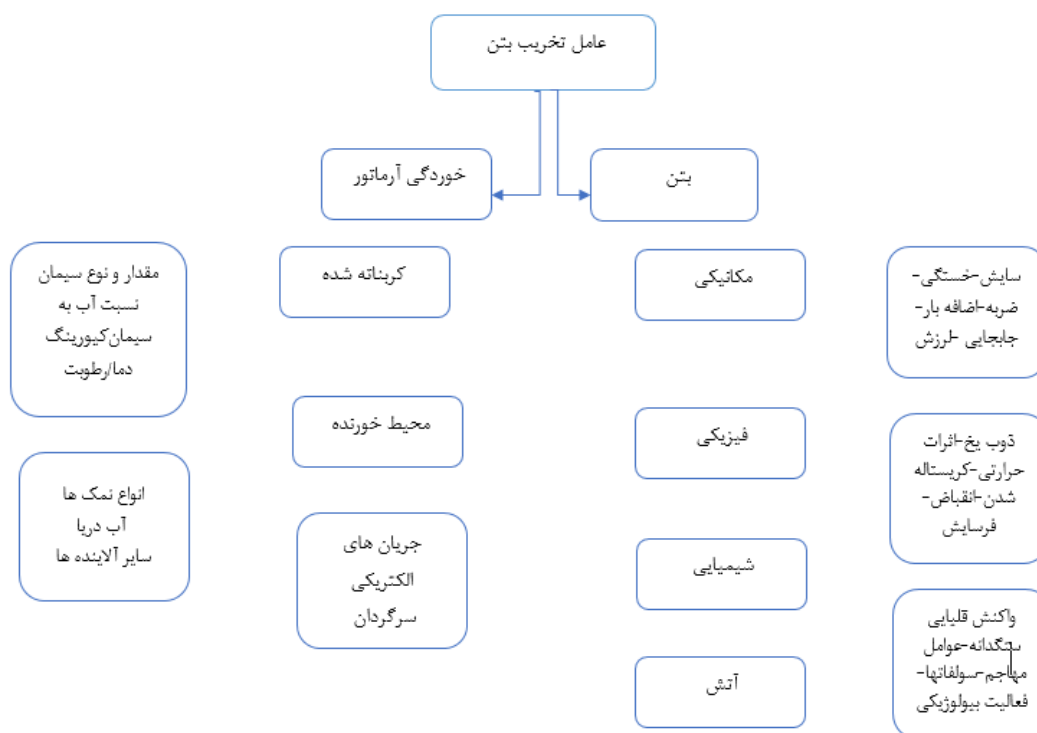 عامل تخریب بتن
بتن
خوردگی آرماتور
سایش-خستگی-
ضربه-اضافه بار-
جابجایی -لرزش
مکانیکی
کربناته شده
مقدار و نوع سیمان
نسبت آب به
سیمان‌کیورینگ
دما/رطوبت
ذوب یخ-اثرات
حرارتی-کریستاله
شدن-انقباض-
فرسایش
فیزیکی
محیط خورنده
انواع نمک ها
آب دریا
سایر آلاینده ها
واکنش قلیایی
سنگدانه-عوامل
مهاجم-سولفاتها-
فعالیت بیولوژیکی
شیمیایی
جریان های
الکتریکی
سرگردان
آتش